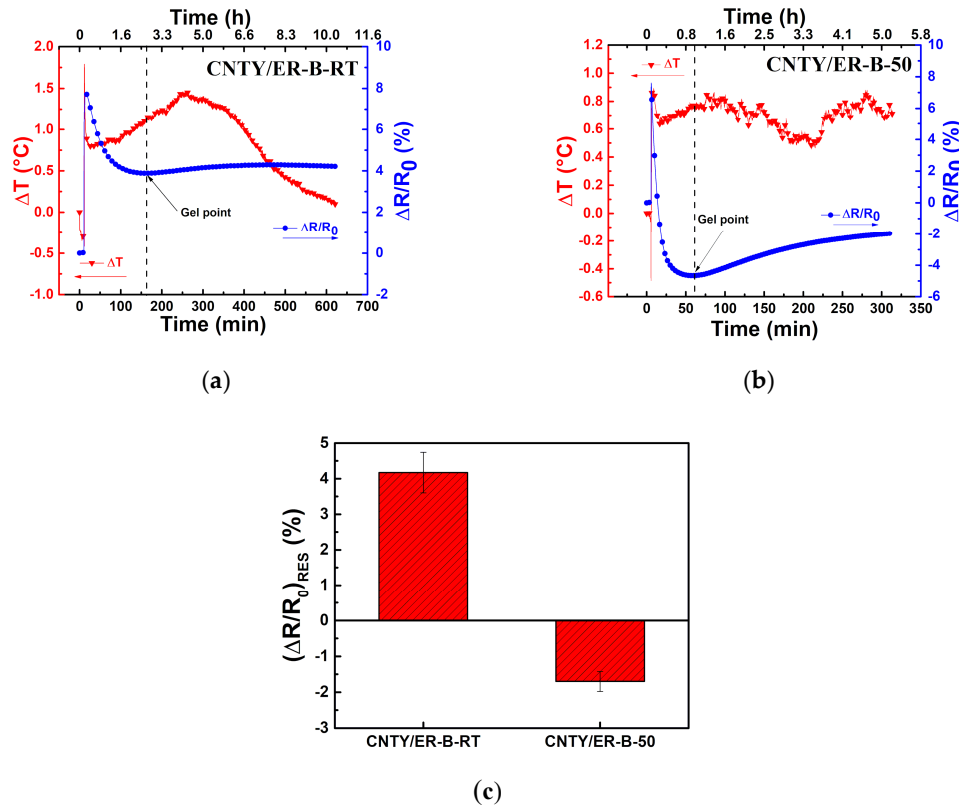 Time (h)
0 1.6 3.3 5.0 6.6 8.3 10.0 11.6
2.0
1.5
1.0
0.5
0.0
-0.5
-1.0
ΔT (°C)
CNTY/ER-B-RT
Gel point
ΔR/R0
ΔT
10
8
6
4
2
0
-2
ΔR/R0 (%)
0 100 200 300 400 500 600 700
Time (min)
(a)
Time (h)
0 0.8 1.6 2.5 3.3 4.1 5.0 5.8
1.2
1.0
0.8
0.6
0.4
0.2
0.0
-0.2
-0.4
-0.6
ΔT (°C)
CNTY/ER-B-50
ΔT
ΔR/R0
Gel point
10
8
6
4
2
0
-2
-4
-6
ΔR/R0 (%)
0 50 100 150 200 250 300 350
Time (min)
(b)
5
4
3
2
1
0
-1
-2
-3
(ΔR/R0)RES (%)
CNTY/ER-B-RT CNTY/ER-B-50
(c)